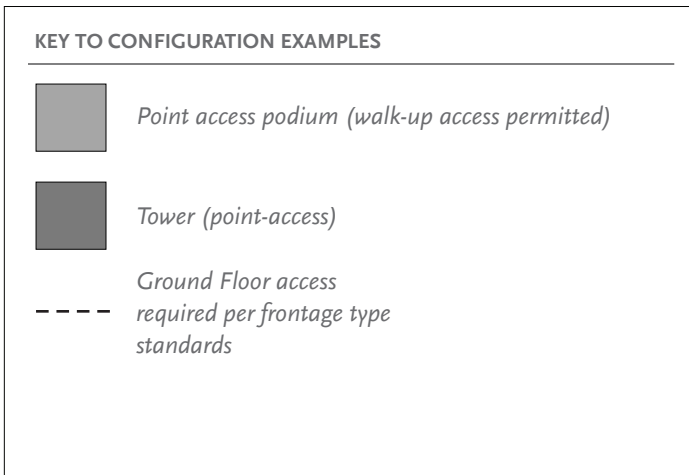 KEY TO CONFIGURATION EXAMPLES
Point access podium (walk-up access permitted)
Tower (point-access)
Ground Floor access
required per frontage type
standards